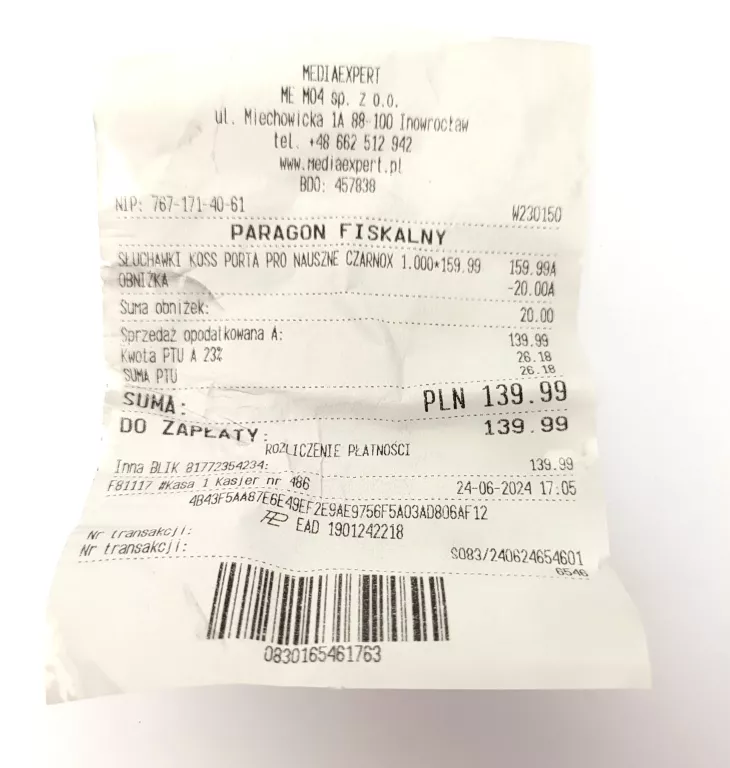 MEDIAEXPERT
ME M04 sp. z o.o.
ul. Miechowicka 1A 88-100 Inowrocław
tel. +48 662 512 942
www.mediaexpert.pl
BDO: 457838
NIP: 767-171-40-61 W230150
PARAGON FISKALNY
SŁUCHAWKI KOSS PORTA PRO NAUSZNE CZARNOX 1.000*159.99 159.99A
OBNIŻKA -20.00A
Suma obniżek: 20.00
Sprzedaż opodatkowana A: 139.99
Kwota PTU A 23% 26.18
SUMA PTU 26.18
SUMA: PLN 139.99
DO ZAPŁATY: 139.99
ROZLICZENIE PŁATNOŚCI
Inna BLIK 81772354234: 139.99
F81117 #Kasa 1 Kasjer nr 486 24-06-2024 17:05
4B43F5AA87E6E49EF2E9AE9756F5A03AD806AF12
EAD 1901242218
Nr transakcji: S083/240624654601
Nr transakcji: 6546
0830165461763